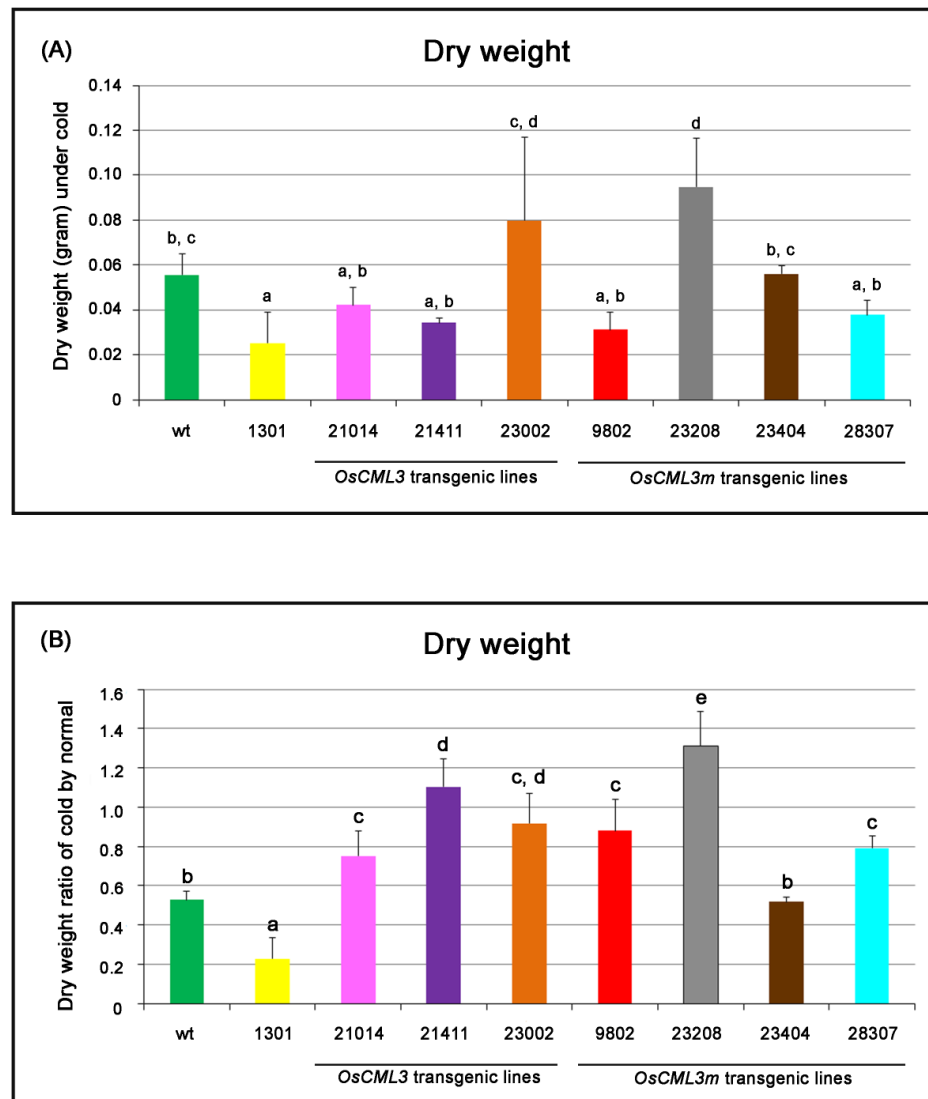 (A)
Dry weight
Dry weight (gram) under cold
0.14
0.12
0.10
0.08
0.06
0.04
0.02
0
b, c
a
a, b
a, b
c, d
a, b
d
b, c
a, b
wt 1301 21014 21411 23002 9802 23208 23404 28307
OsCML3 transgenic lines OsCML3m transgenic lines
(B)
Dry weight
Dry weight ratio of cold by normal
1.6
1.4
1.2
1.0
0.8
0.6
0.4
0.2
0
b
a
c
d
c, d
c
e
b
c
wt 1301 21014 21411 23002 9802 23208 23404 28307
OsCML3 transgenic lines OsCML3m transgenic lines